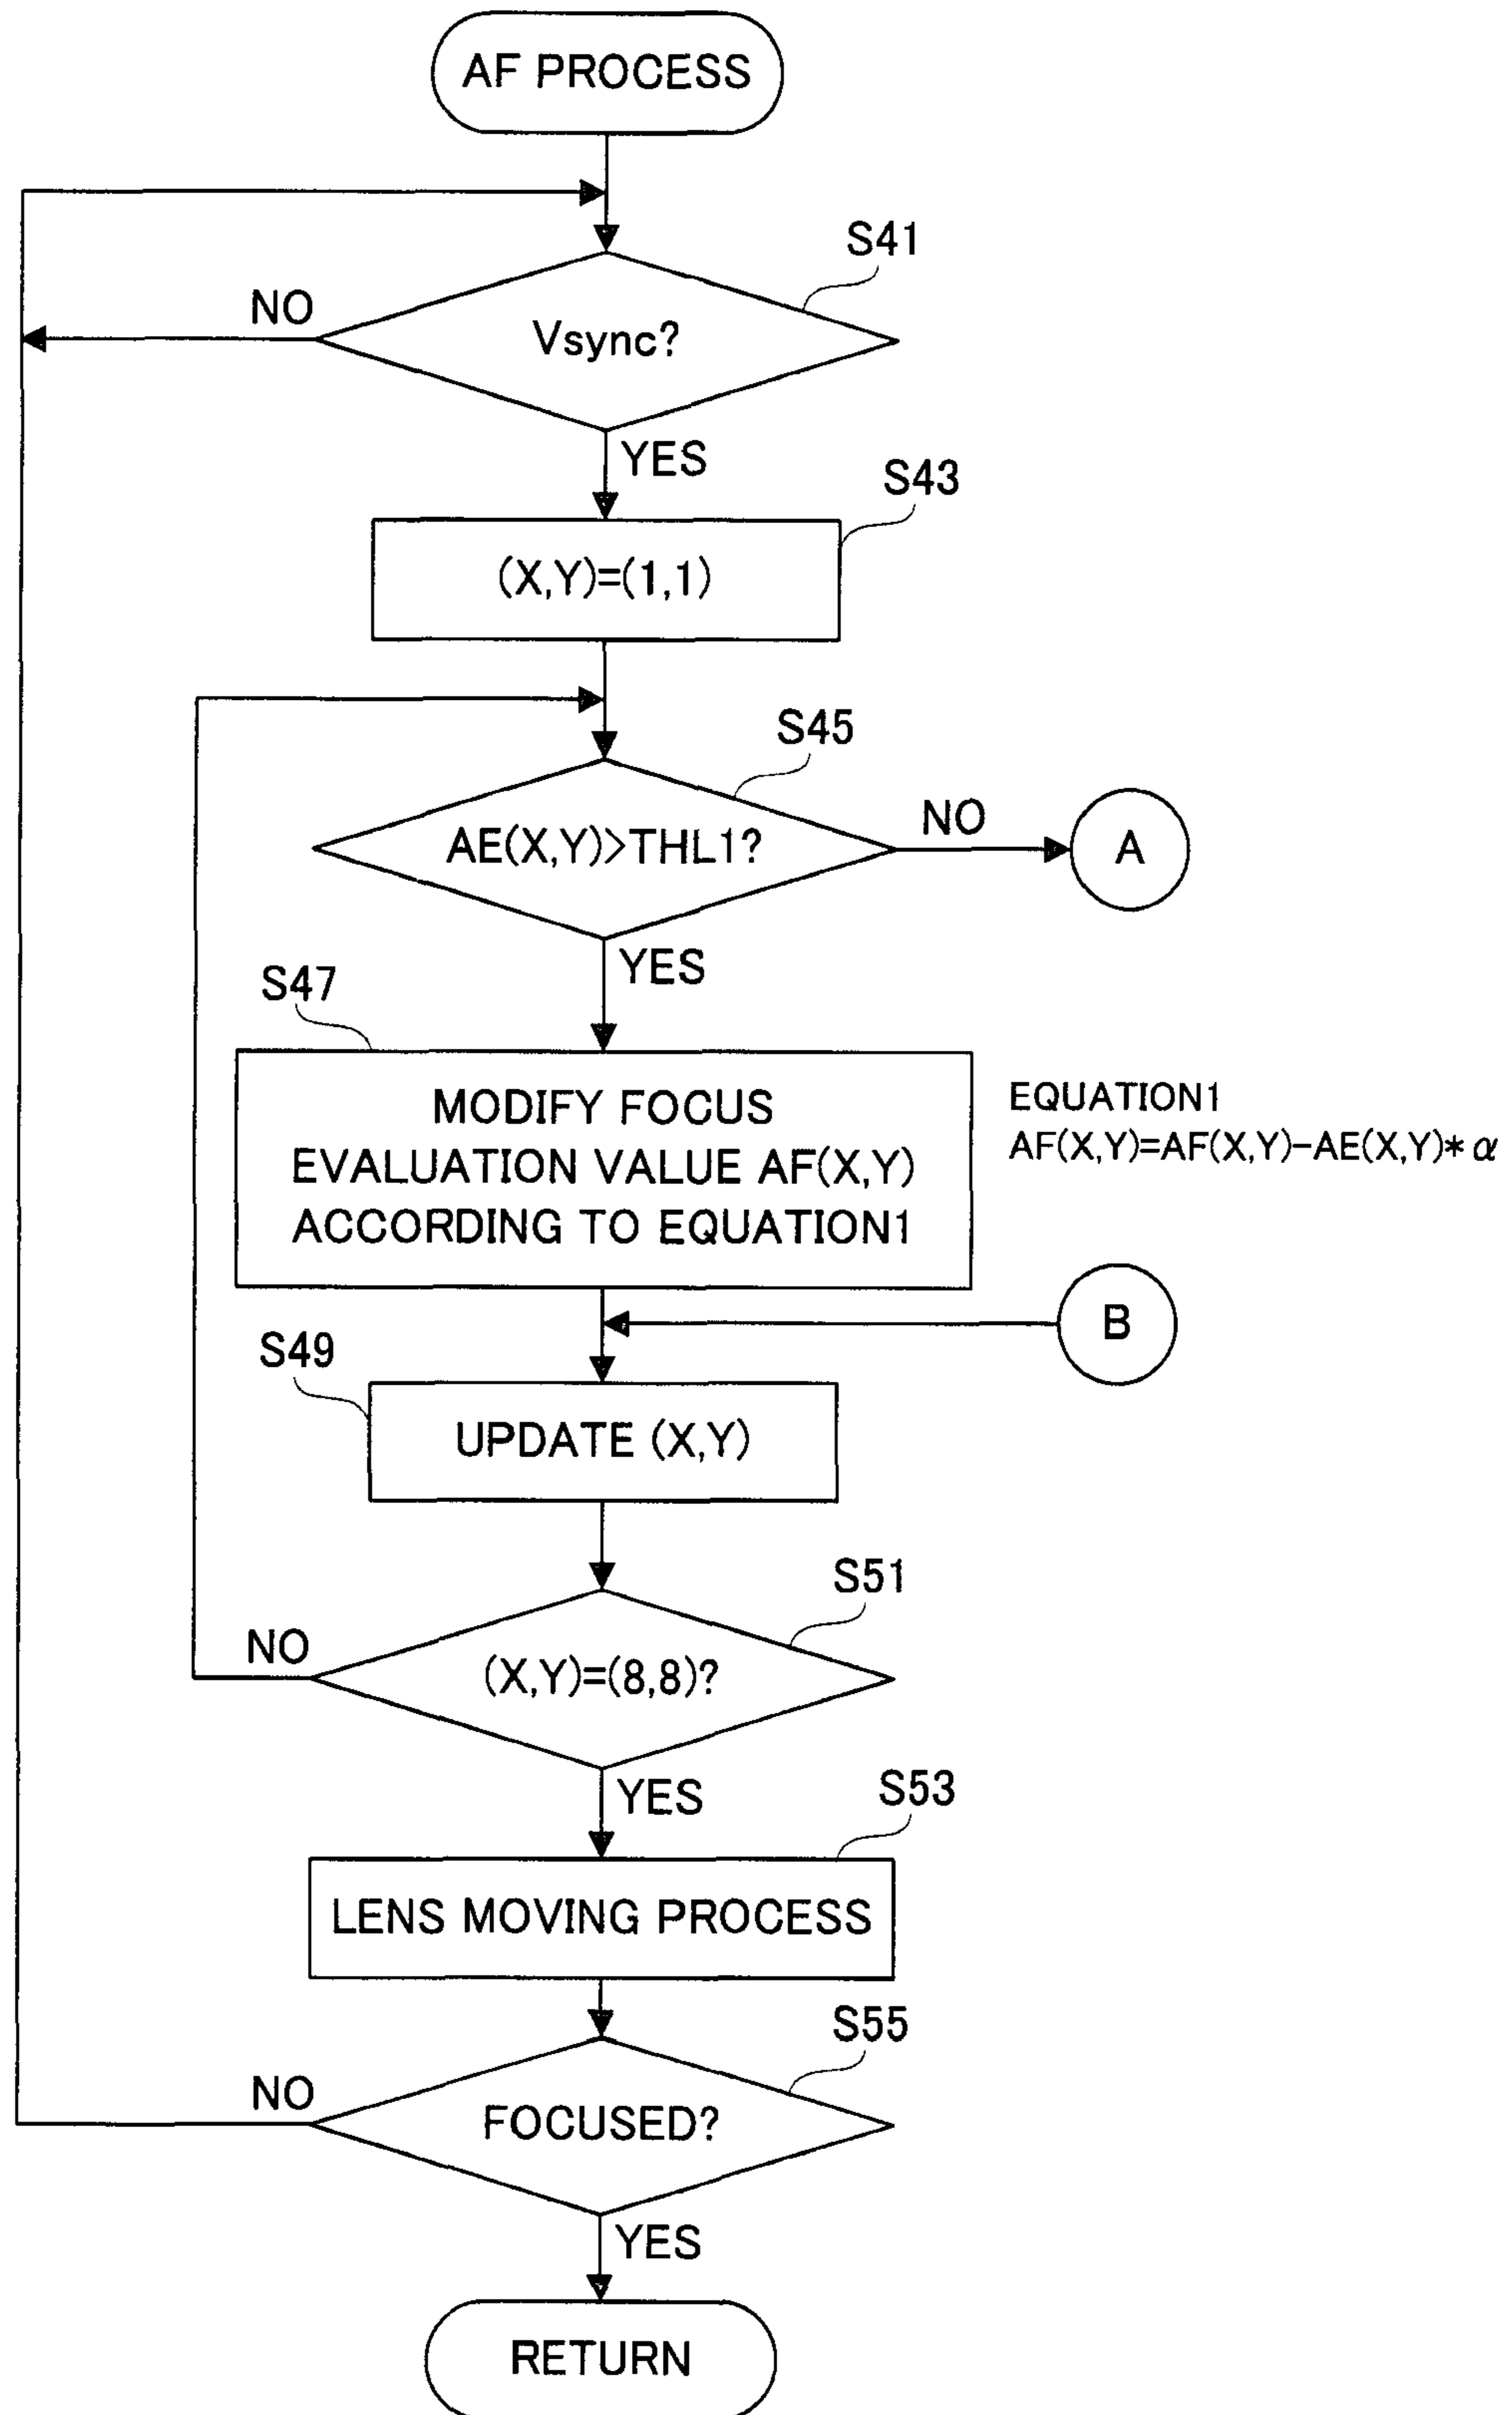 AF PROCESS
S41
NO
Vsync?
YES
S43
(X,Y)=(1,1)
S45
AE(X,Y)>THL1?
NO
A
YES
S47
MODIFY FOCUS
EVALUATION VALUE AF(X,Y)
ACCORDING TO EQUATION1
EQUATION1
AF(X,Y)=AF(X,Y)-AE(X,Y)*α
B
S49
UPDATE (X,Y)
S51
NO
(X,Y)=(8,8)?
YES
S53
LENS MOVING PROCESS
S55
NO
FOCUSED?
YES
RETURN